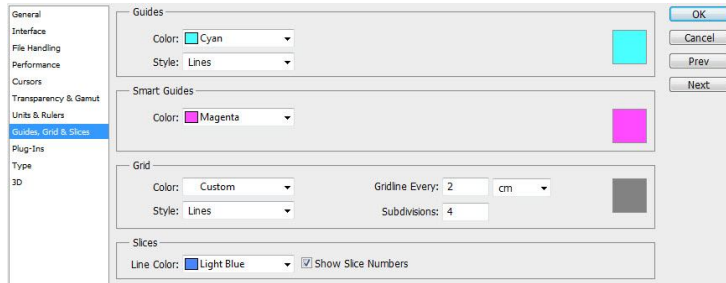 General
Interface
File Handling
Performance
Cursors
Transparency & Gamut
Units & Rulers
Guides, Grid & Slices
Plug-Ins
Type
3D
Guides
Color: Cyan
Style: Lines
Smart Guides
Color: Magenta
Grid
Color: Custom Gridline Every: 2 cm
Style: Lines Subdivisions: 4
Slices
Line Color: Light Blue Show Slice Numbers
OK
Cancel
Prev
Next